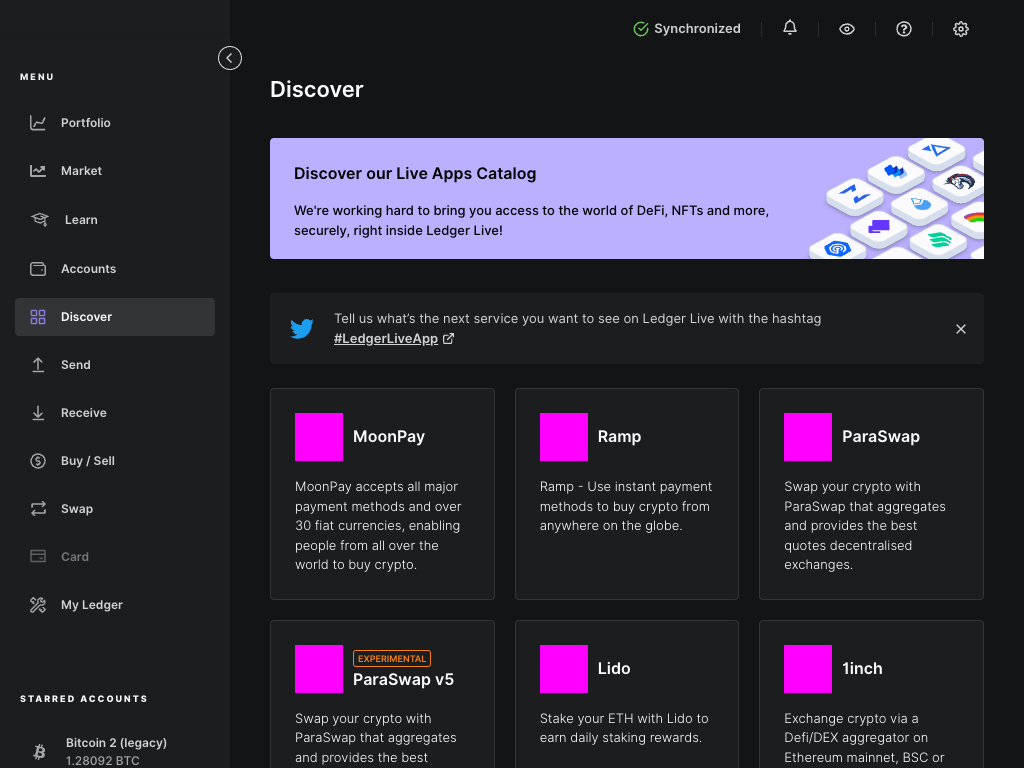 Synchronized
MENU
Portfolio
Market
Learn
Accounts
Discover
Send
Receive
Buy / Sell
Swap
Card
My Ledger
STARRED ACCOUNTS
Bitcoin 2 (legacy)
1.28092 BTC
Discover
Discover our Live Apps Catalog
We're working hard to bring you access to the world of DeFi, NFTs and more,
securely, right inside Ledger Live!
Tell us what's the next service you want to see on Ledger Live with the hashtag
#LedgerLiveApp
MoonPay
MoonPay accepts all major
payment methods and over
30 fiat currencies, enabling
people from all over the
world to buy crypto.
Ramp
Ramp - Use instant payment
methods to buy crypto from
anywhere on the globe.
ParaSwap
Swap your crypto with
ParaSwap that aggregates
and provides the best
quotes decentralised
exchanges.
EXPERIMENTAL
ParaSwap v5
Swap your crypto with
ParaSwap that aggregates
and provides the best
Lido
Stake your ETH with Lido to
earn daily staking rewards.
1inch
Exchange crypto via a
Defi/DEX aggregator on
Ethereum mainnet, BSC or